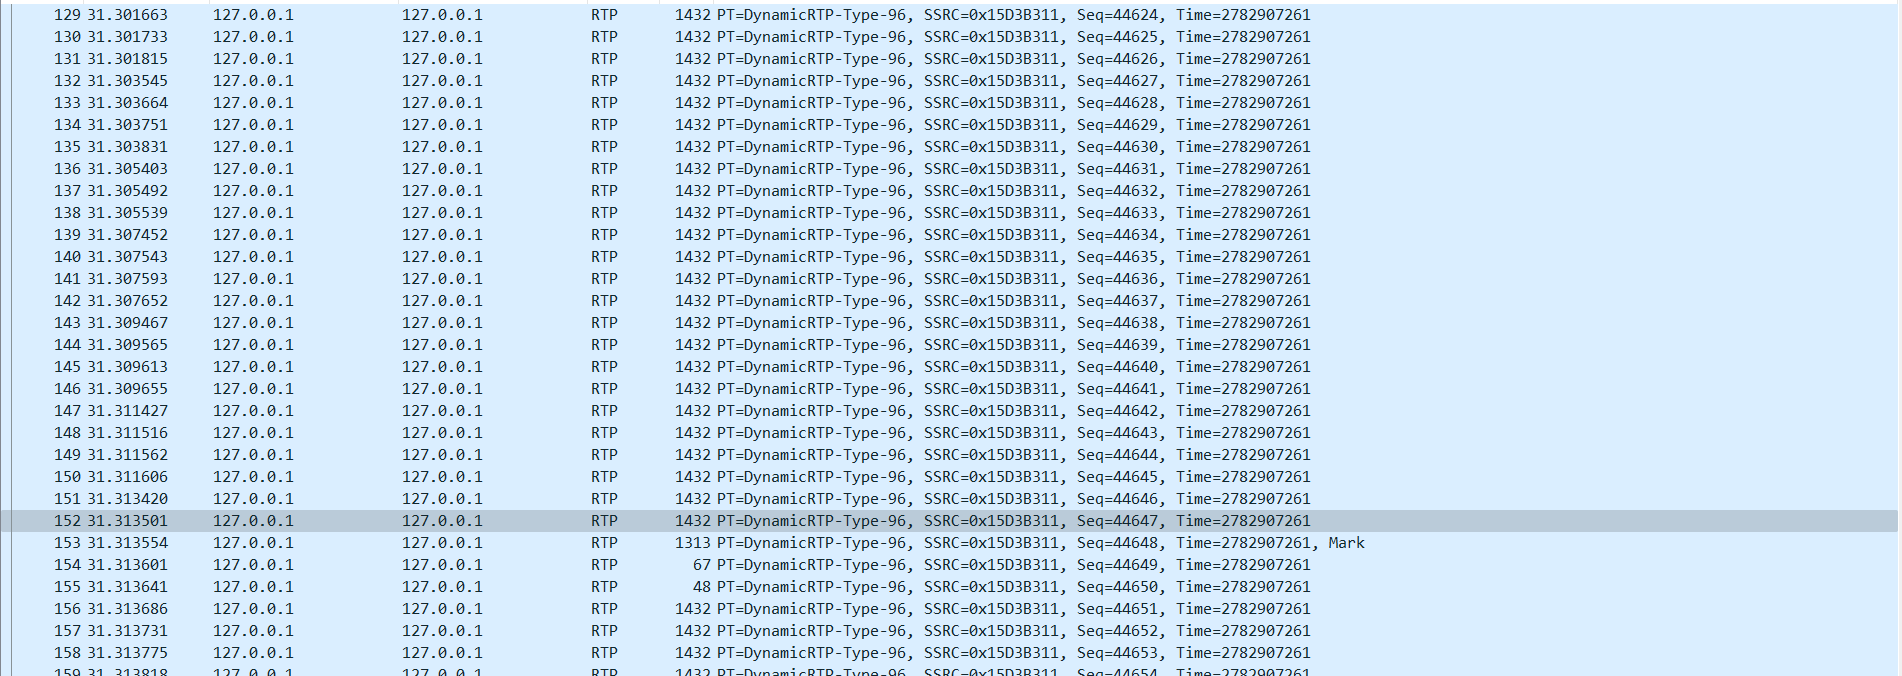 129 31.301663 127.0.0.1 127.0.0.1 RTP 1432 PT=DynamicRTP-Type-96, SSRC=0x15D3B311, Seq=44624, Time=2782907261
130 31.301733 127.0.0.1 127.0.0.1 RTP 1432 PT=DynamicRTP-Type-96, SSRC=0x15D3B311, Seq=44625, Time=2782907261
131 31.301815 127.0.0.1 127.0.0.1 RTP 1432 PT=DynamicRTP-Type-96, SSRC=0x15D3B311, Seq=44626, Time=2782907261
132 31.303545 127.0.0.1 127.0.0.1 RTP 1432 PT=DynamicRTP-Type-96, SSRC=0x15D3B311, Seq=44627, Time=2782907261
133 31.303664 127.0.0.1 127.0.0.1 RTP 1432 PT=DynamicRTP-Type-96, SSRC=0x15D3B311, Seq=44628, Time=2782907261
134 31.303751 127.0.0.1 127.0.0.1 RTP 1432 PT=DynamicRTP-Type-96, SSRC=0x15D3B311, Seq=44629, Time=2782907261
135 31.303831 127.0.0.1 127.0.0.1 RTP 1432 PT=DynamicRTP-Type-96, SSRC=0x15D3B311, Seq=44630, Time=2782907261
136 31.305403 127.0.0.1 127.0.0.1 RTP 1432 PT=DynamicRTP-Type-96, SSRC=0x15D3B311, Seq=44631, Time=2782907261
137 31.305492 127.0.0.1 127.0.0.1 RTP 1432 PT=DynamicRTP-Type-96, SSRC=0x15D3B311, Seq=44632, Time=2782907261
138 31.305539 127.0.0.1 127.0.0.1 RTP 1432 PT=DynamicRTP-Type-96, SSRC=0x15D3B311, Seq=44633, Time=2782907261
139 31.307452 127.0.0.1 127.0.0.1 RTP 1432 PT=DynamicRTP-Type-96, SSRC=0x15D3B311, Seq=44634, Time=2782907261
140 31.307543 127.0.0.1 127.0.0.1 RTP 1432 PT=DynamicRTP-Type-96, SSRC=0x15D3B311, Seq=44635, Time=2782907261
141 31.307593 127.0.0.1 127.0.0.1 RTP 1432 PT=DynamicRTP-Type-96, SSRC=0x15D3B311, Seq=44636, Time=2782907261
142 31.307652 127.0.0.1 127.0.0.1 RTP 1432 PT=DynamicRTP-Type-96, SSRC=0x15D3B311, Seq=44637, Time=2782907261
143 31.309467 127.0.0.1 127.0.0.1 RTP 1432 PT=DynamicRTP-Type-96, SSRC=0x15D3B311, Seq=44638, Time=2782907261
144 31.309565 127.0.0.1 127.0.0.1 RTP 1432 PT=DynamicRTP-Type-96, SSRC=0x15D3B311, Seq=44639, Time=2782907261
145 31.309613 127.0.0.1 127.0.0.1 RTP 1432 PT=DynamicRTP-Type-96, SSRC=0x15D3B311, Seq=44640, Time=2782907261
146 31.309655 127.0.0.1 127.0.0.1 RTP 1432 PT=DynamicRTP-Type-96, SSRC=0x15D3B311, Seq=44641, Time=2782907261
147 31.311427 127.0.0.1 127.0.0.1 RTP 1432 PT=DynamicRTP-Type-96, SSRC=0x15D3B311, Seq=44642, Time=2782907261
148 31.311516 127.0.0.1 127.0.0.1 RTP 1432 PT=DynamicRTP-Type-96, SSRC=0x15D3B311, Seq=44643, Time=2782907261
149 31.311562 127.0.0.1 127.0.0.1 RTP 1432 PT=DynamicRTP-Type-96, SSRC=0x15D3B311, Seq=44644, Time=2782907261
150 31.311606 127.0.0.1 127.0.0.1 RTP 1432 PT=DynamicRTP-Type-96, SSRC=0x15D3B311, Seq=44645, Time=2782907261
151 31.313420 127.0.0.1 127.0.0.1 RTP 1432 PT=DynamicRTP-Type-96, SSRC=0x15D3B311, Seq=44646, Time=2782907261
152 31.313501 127.0.0.1 127.0.0.1 RTP 1432 PT=DynamicRTP-Type-96, SSRC=0x15D3B311, Seq=44647, Time=2782907261
153 31.313554 127.0.0.1 127.0.0.1 RTP 1313 PT=DynamicRTP-Type-96, SSRC=0x15D3B311, Seq=44648, Time=2782907261, Mark
154 31.313601 127.0.0.1 127.0.0.1 RTP 67 PT=DynamicRTP-Type-96, SSRC=0x15D3B311, Seq=44649, Time=2782907261
155 31.313641 127.0.0.1 127.0.0.1 RTP 48 PT=DynamicRTP-Type-96, SSRC=0x15D3B311, Seq=44650, Time=2782907261
156 31.313686 127.0.0.1 127.0.0.1 RTP 1432 PT=DynamicRTP-Type-96, SSRC=0x15D3B311, Seq=44651, Time=2782907261
157 31.313731 127.0.0.1 127.0.0.1 RTP 1432 PT=DynamicRTP-Type-96, SSRC=0x15D3B311, Seq=44652, Time=2782907261
158 31.313775 127.0.0.1 127.0.0.1 RTP 1432 PT=DynamicRTP-Type-96, SSRC=0x15D3B311, Seq=44653, Time=2782907261
159 31.313818 127.0.0.1 127.0.0.1 RTP 1432 PT=DynamicRTP-Type-96, SSRC=0x15D3B311, Seq=44654, Time=2782907261